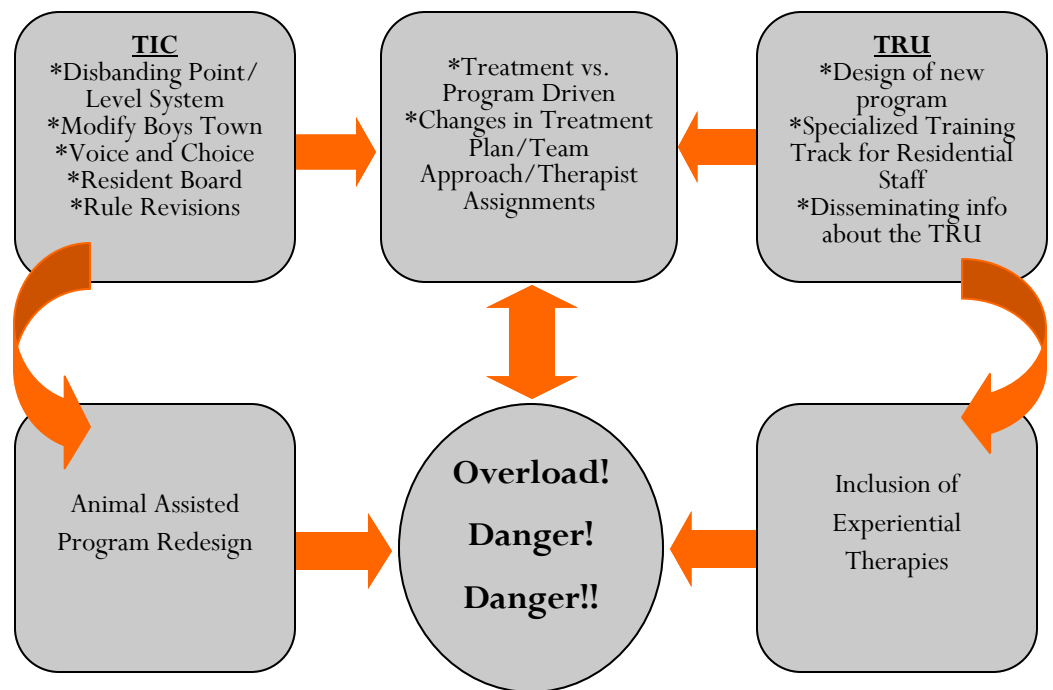 TIC
*Disbanding Point/
Level System
*Modify Boys Town
*Voice and Choice
*Resident Board
*Rule Revisions
*Treatment vs.
Program Driven
*Changes in Treatment
Plan/Team
Approach/Therapist
Assignments
TRU
*Design of new
program
*Specialized Training
Track for Residential
Staff
*Disseminating info
about the TRU
Animal Assisted
Program Redesign
Overload!
Danger!
Danger!!
Inclusion of
Experiential
Therapies